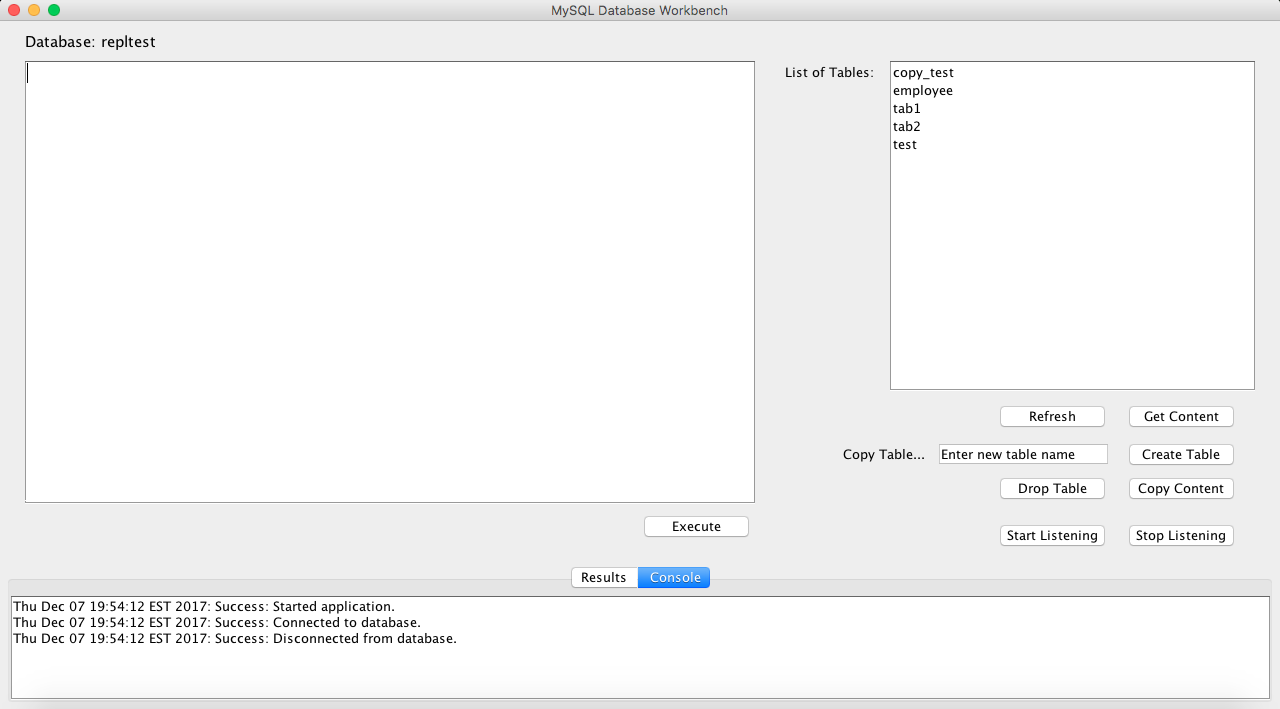 MySQL Database Workbench
Database: repltest
List of Tables:
copy_test
employee
tab1
tab2
test
Refresh
Get Content
Copy Table...
Enter new table name
Create Table
Drop Table
Copy Content
Execute
Start Listening
Stop Listening
Results
Console
Thu Dec 07 19:54:12 EST 2017: Success: Started application.
Thu Dec 07 19:54:12 EST 2017: Success: Connected to database.
Thu Dec 07 19:54:12 EST 2017: Success: Disconnected from database.